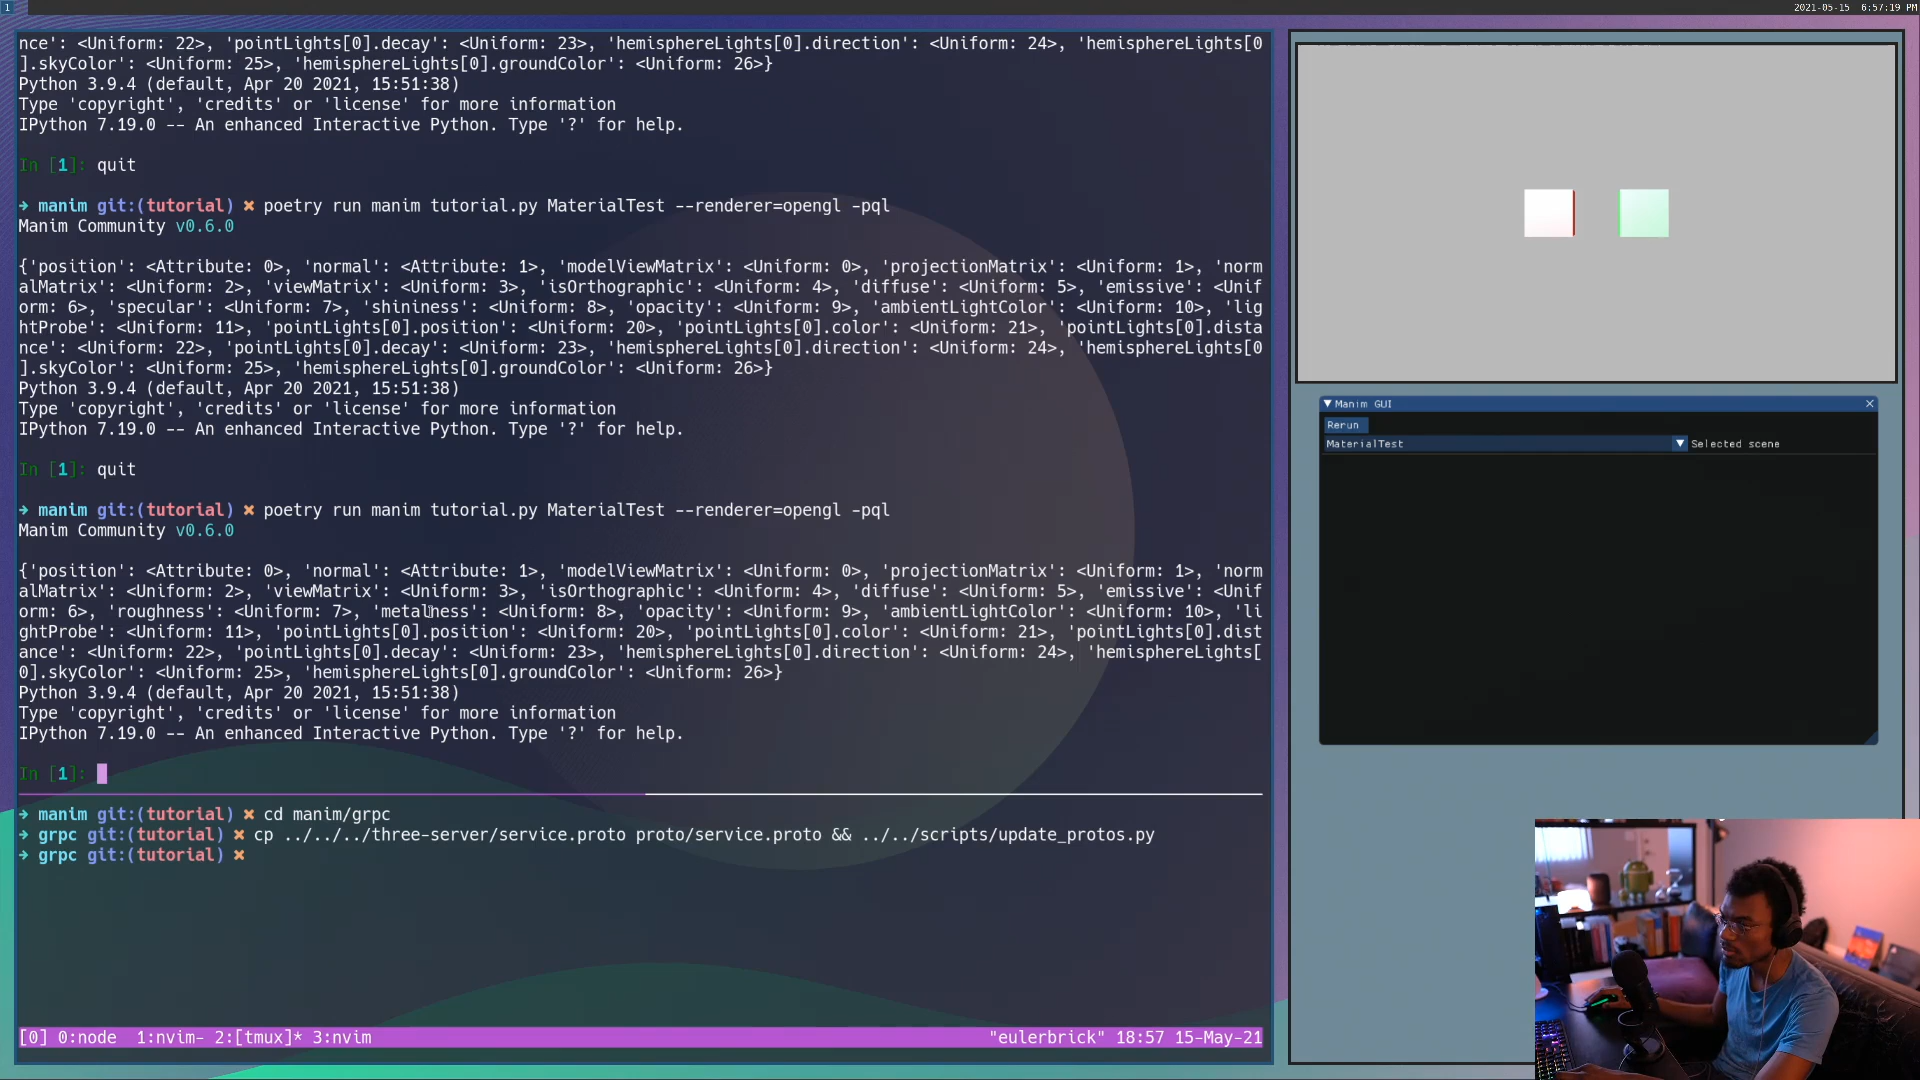 1
2021-05-15 6:57:19 PM
nce': <Uniform: 22>, 'pointLights[0].decay': <Uniform: 23>, 'hemisphereLights[0].direction': <Uniform: 24>, 'hemisphereLights[0
].skyColor': <Uniform: 25>, 'hemisphereLights[0].groundColor': <Uniform: 26>}
Python 3.9.4 (default, Apr 20 2021, 15:51:38)
Type 'copyright', 'credits' or 'license' for more information
IPython 7.19.0 -- An enhanced Interactive Python. Type '?' for help.
In [1]: quit
➜ manim git:(tutorial) ✖ poetry run manim tutorial.py MaterialTest --renderer=opengl -pql
Manim Community v0.6.0
{'position': <Attribute: 0>, 'normal': <Attribute: 1>, 'modelViewMatrix': <Uniform: 0>, 'projectionMatrix': <Uniform: 1>, 'norm
alMatrix': <Uniform: 2>, 'viewMatrix': <Uniform: 3>, 'isOrthographic': <Uniform: 4>, 'diffuse': <Uniform: 5>, 'emissive': <Unif
orm: 6>, 'specular': <Uniform: 7>, 'shininess': <Uniform: 8>, 'opacity': <Uniform: 9>, 'ambientLightColor': <Uniform: 10>, 'lig
htProbe': <Uniform: 11>, 'pointLights[0].position': <Uniform: 20>, 'pointLights[0].color': <Uniform: 21>, 'pointLights[0].dista
nce': <Uniform: 22>, 'pointLights[0].decay': <Uniform: 23>, 'hemisphereLights[0].direction': <Uniform: 24>, 'hemisphereLights[0
].skyColor': <Uniform: 25>, 'hemisphereLights[0].groundColor': <Uniform: 26>}
Python 3.9.4 (default, Apr 20 2021, 15:51:38)
Type 'copyright', 'credits' or 'license' for more information
IPython 7.19.0 -- An enhanced Interactive Python. Type '?' for help.
In [1]: quit
➜ manim git:(tutorial) ✖ poetry run manim tutorial.py MaterialTest --renderer=opengl -pql
Manim Community v0.6.0
{'position': <Attribute: 0>, 'normal': <Attribute: 1>, 'modelViewMatrix': <Uniform: 0>, 'projectionMatrix': <Uniform: 1>, 'norm
alMatrix': <Uniform: 2>, 'viewMatrix': <Uniform: 3>, 'isOrthographic': <Uniform: 4>, 'diffuse': <Uniform: 5>, 'emissive': <Unif
orm: 6>, 'roughness': <Uniform: 7>, 'metalness': <Uniform: 8>, 'opacity': <Uniform: 9>, 'ambientLightColor': <Uniform: 10>, 'li
ghtProbe': <Uniform: 11>, 'pointLights[0].position': <Uniform: 20>, 'pointLights[0].color': <Uniform: 21>, 'pointLights[0].dist
ance': <Uniform: 22>, 'pointLights[0].decay': <Uniform: 23>, 'hemisphereLights[0].direction': <Uniform: 24>, 'hemisphereLights[
0].skyColor': <Uniform: 25>, 'hemisphereLights[0].groundColor': <Uniform: 26>}
Python 3.9.4 (default, Apr 20 2021, 15:51:38)
Type 'copyright', 'credits' or 'license' for more information
IPython 7.19.0 -- An enhanced Interactive Python. Type '?' for help.
In [1]:
➜ manim git:(tutorial) ✖ cd manim/grpc
➜ grpc git:(tutorial) ✖ cp ../../../three-server/service.proto proto/service.proto && ../../scripts/update_protos.py
➜ grpc git:(tutorial) ✖
[0] 0:node 1:nvim- 2:[tmux]* 3:nvim
"eulerbrick" 18:57 15-May-21
Manim GUI
Rerun
MaterialTest
Selected scene